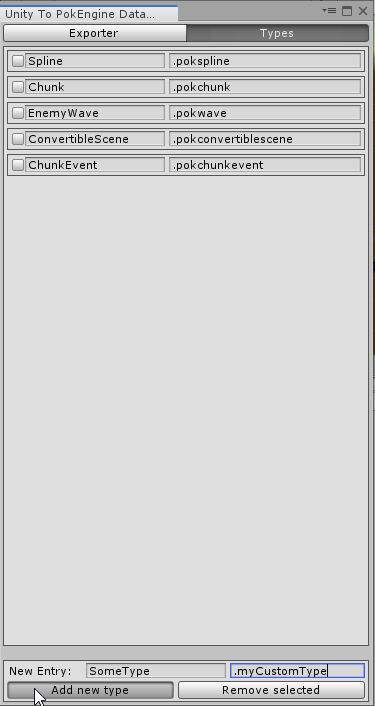 Unity To PokEngine Data...
Exporter Types
Spline .pokspline
Chunk .pokchunk
EnemyWave .pokwave
ConvertibleScene .pokconvertiblescene
ChunkEvent .pokchunkevent
New Entry: SomeType .myCustomType
Add new type Remove selected